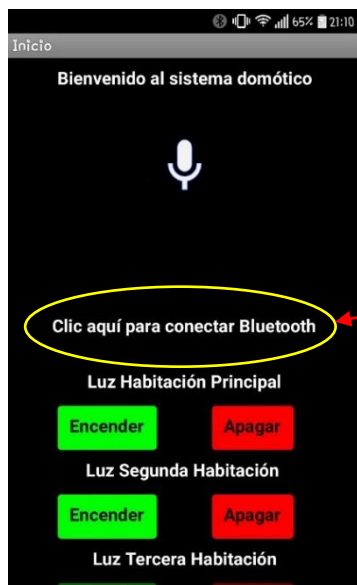 65% 21:10
Inicio
Bienvenido al sistema domótico
Clic aquí para conectar Bluetooth
Luz Habitación Principal
Encender Apagar
Luz Segunda Habitación
Encender Apagar
Luz Tercera Habitación